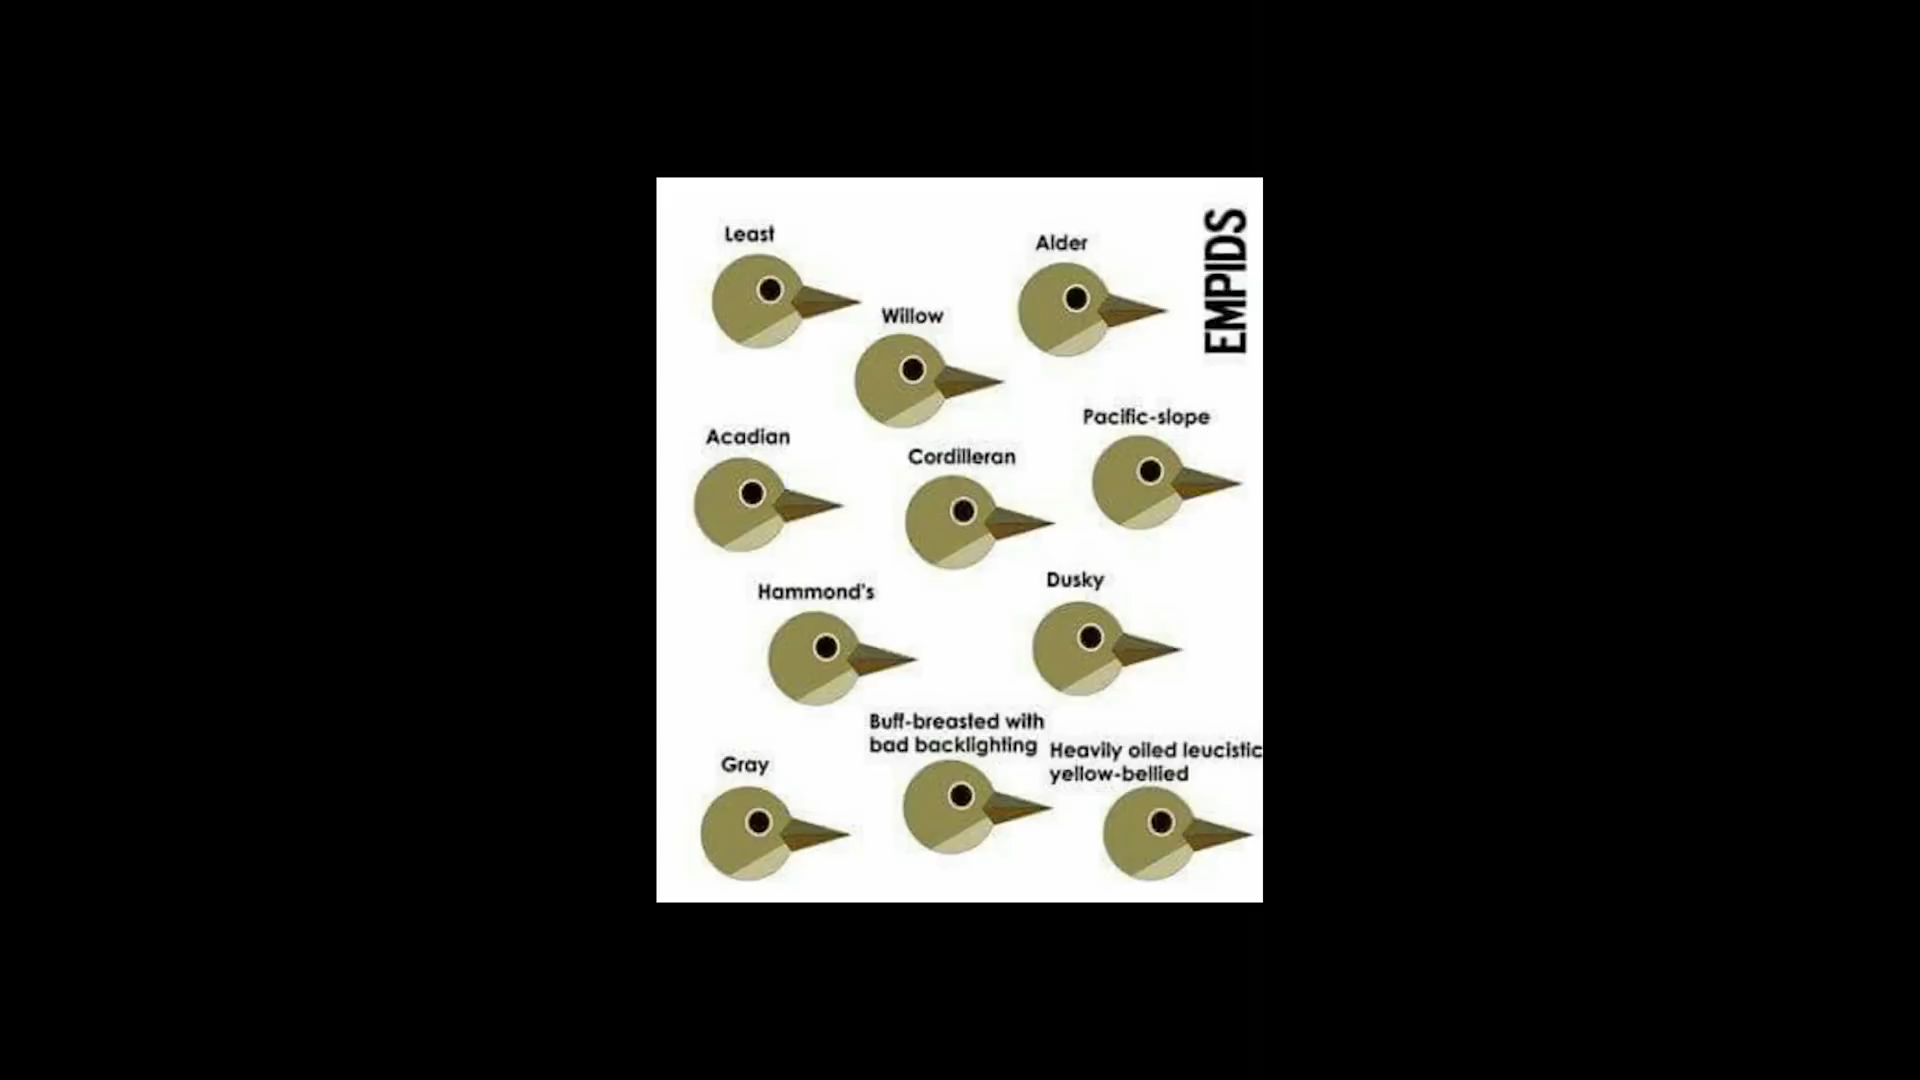 EMPIDS
Least
Alder
Willow
Pacific-slope
Acadian
Cordilleran
Dusky
Hammond's
Buff-breasted with
bad backlighting
Heavily oiled leucistic
yellow-bellied
Gray